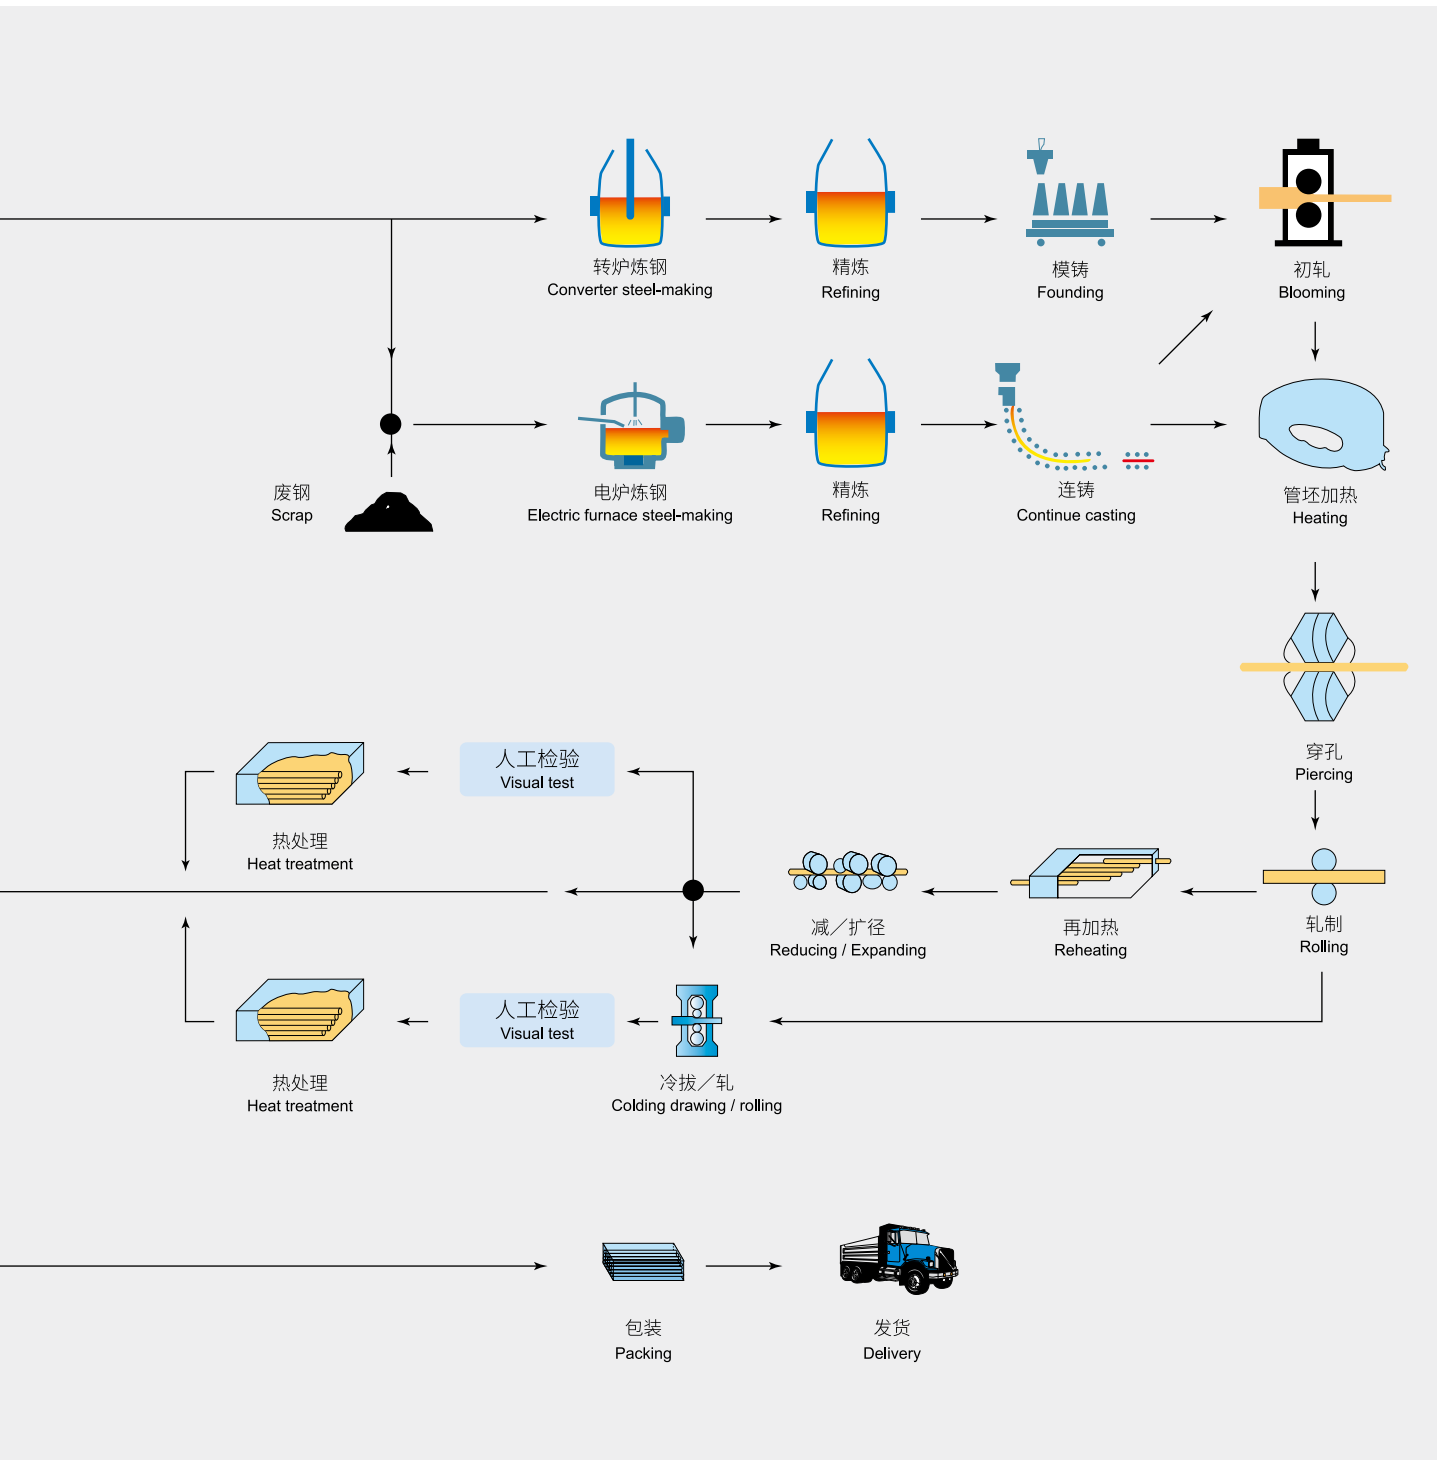 转炉炼钢
Converter steel-making
精炼
Refining
模铸
Founding
初轧
Blooming
废钢
Scrap
电炉炼钢
Electric furnace steel-making
精炼
Refining
连铸
Continue casting
管坯加热
Heating
穿孔
Piercing
人工检验
Visual test
热处理
Heat treatment
减／扩径
Reducing / Expanding
再加热
Reheating
轧制
Rolling
人工检验
Visual test
热处理
Heat treatment
冷拔／轧
Colding drawing / rolling
包装
Packing
发货
Delivery